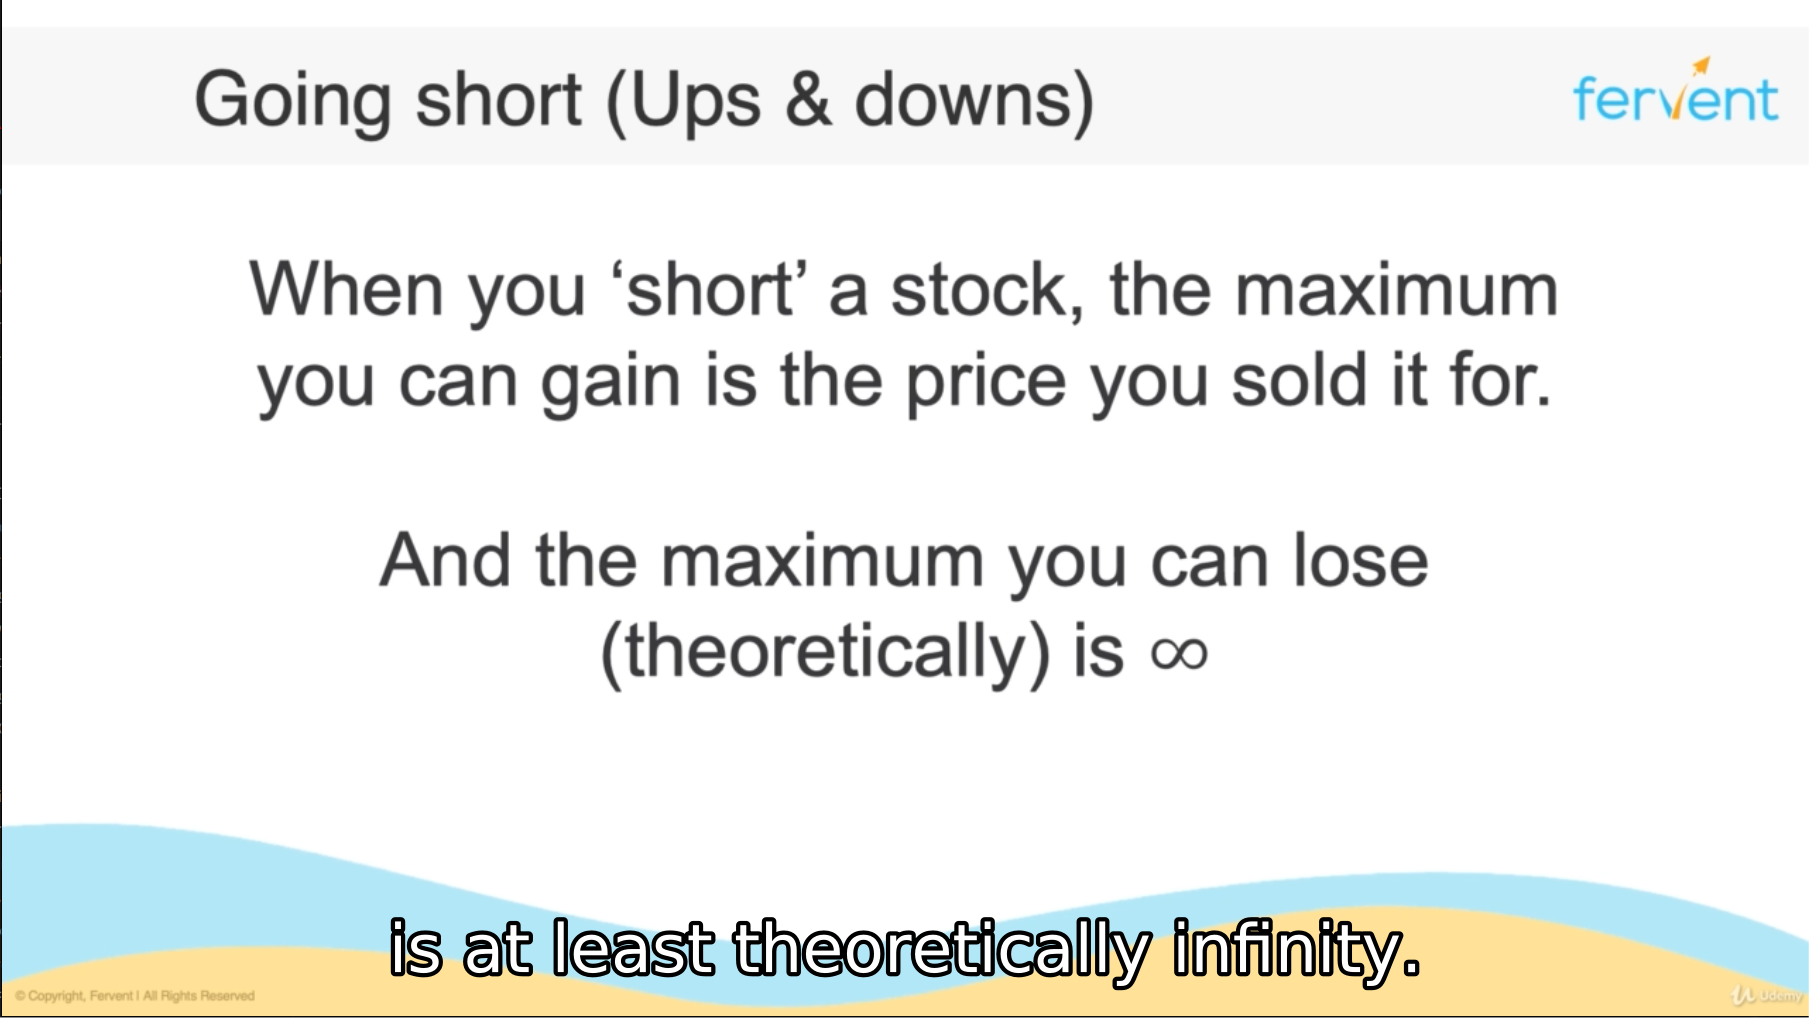 Going short (Ups & downs)
fervent
When you ‘short’ a stock, the maximum
you can gain is the price you sold it for.
And the maximum you can lose
(theoretically) is ∞
is at least theoretically infinity.
© Copyright, Fervent | All Rights Reserved
Udemy